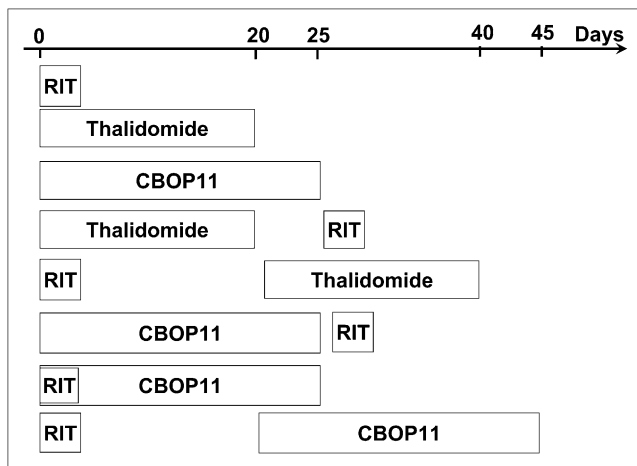 0 20 25 40 45 Days
RIT
Thalidomide
CBOP11
Thalidomide RIT
RIT Thalidomide
CBOP11 RIT
RIT CBOP11
RIT CBOP11